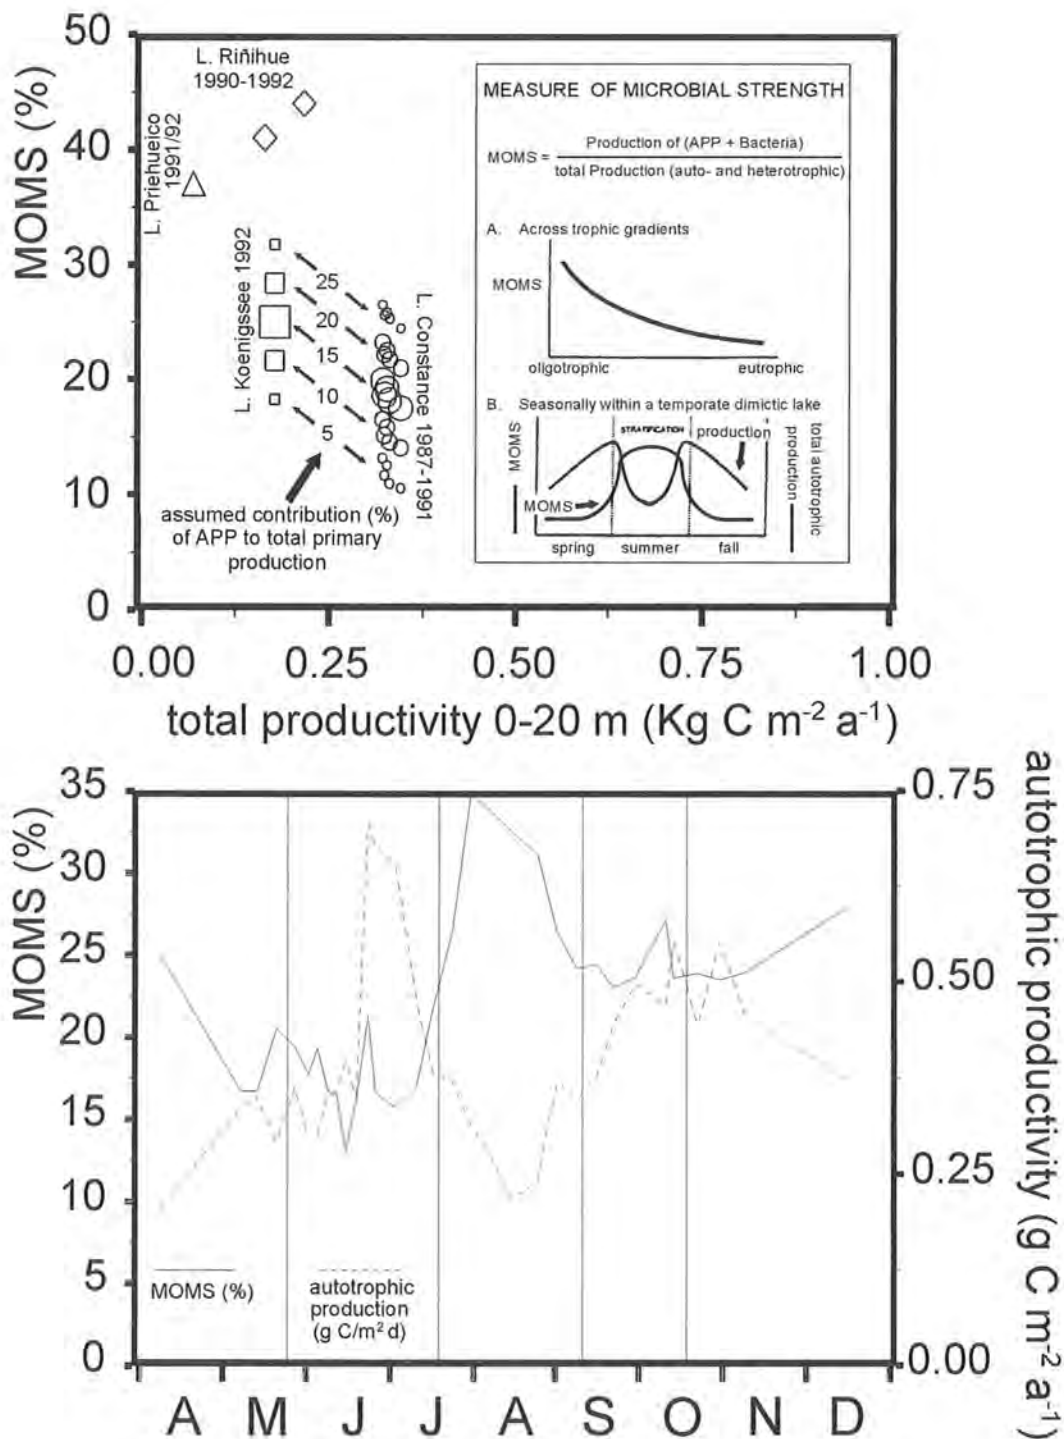 50
40
30
20
10
0
MOMS (%)
L. Riñihue
1990-1992
L. Priehueico
1991/92
L. Koenigssee 1992
25
20
15
10
5
L. Constance 1987-1991
assumed contribution (%)
of APP to total primary
production
MEASURE OF MICROBIAL STRENGTH
MOMS = Production of (APP + Bacteria)
total Production (auto- and heterotrophic)
A. Across trophic gradients
MOMS
oligotrophic eutrophic
B. Seasonally within a temporate dimictic lake
MOMS
STRATIFICATION
production
MOMS
total autotrophic
production
spring summer fall
0.00 0.25 0.50 0.75 1.00
total productivity 0-20 m (Kg C m-2 a-1)
35
30
25
20
15
10
5
0
MOMS (%)
MOMS (%)
autotrophic
production
(g C/m2 d)
0.75
0.50
0.25
0.00
autotrophic productivity (g C m-2 a-1)
A M J J A S O N D